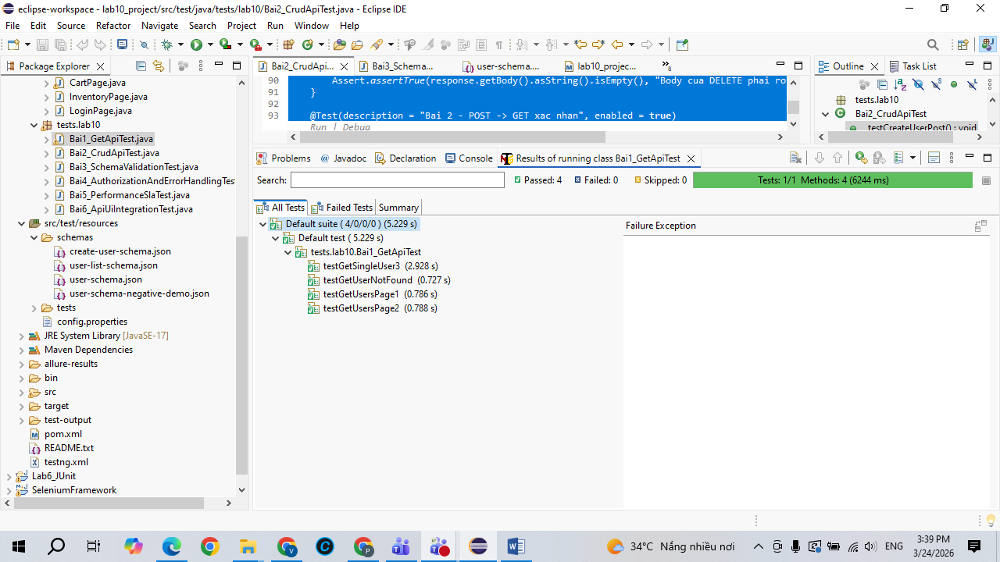 eclipse-workspace - lab10_project/src/test/java/tests/lab10/Bai2_CrudApiTest.java - Eclipse IDE
File Edit Source Refactor Navigate Search Project Run Window Help
Package Explorer
CartPage.java
InventoryPage.java
LoginPage.java
tests.lab10
Bai1_GetApiTest.java
Bai2_CrudApiTest.java
Bai3_SchemaValidationTest.java
Bai4_AuthorizationAndErrorHandlingTest
Bai5_PerformanceSlaTest.java
Bai6_ApiUiIntegrationTest.java
src/test/resources
schemas
create-user-schema.json
user-list-schema.json
user-schema.json
user-schema-negative-demo.json
tests
config.properties
JRE System Library [JavaSE-17]
Maven Dependencies
allure-results
bin
src
target
test-output
pom.xml
README.txt
testng.xml
Lab6_JUnit
SeleniumFramework
Bai2_CrudApi... Bai3_Schema... user-schema.... lab10_projec... »8
90 Assert.assertTrue(response.getBody().asString().isEmpty(), "Body cua DELETE phai ro
91 }
92
93 @Test(description = "Bai 2 - POST -> GET xac nhan", enabled = true)
Run | Debug
Outline Task List
tests.lab10
Bai2_CrudApiTest
testCreateUserPost() : void
Problems Javadoc Declaration Console Results of running class Bai1_GetApiTest
Search: Passed: 4 Failed: 0 Skipped: 0 Tests: 1/1 Methods: 4 (6244 ms)
All Tests Failed Tests Summary
Default suite ( 4/0/0/0 ) (5.229 s)
Default test ( 5.229 s)
tests.lab10.Bai1_GetApiTest
testGetSingleUser3 (2.928 s)
testGetUserNotFound (0.727 s)
testGetUsersPage1 (0.786 s)
testGetUsersPage2 (0.788 s)
Failure Exception
34°C Nắng nhiều nơi
ENG
3:39 PM
3/24/2026